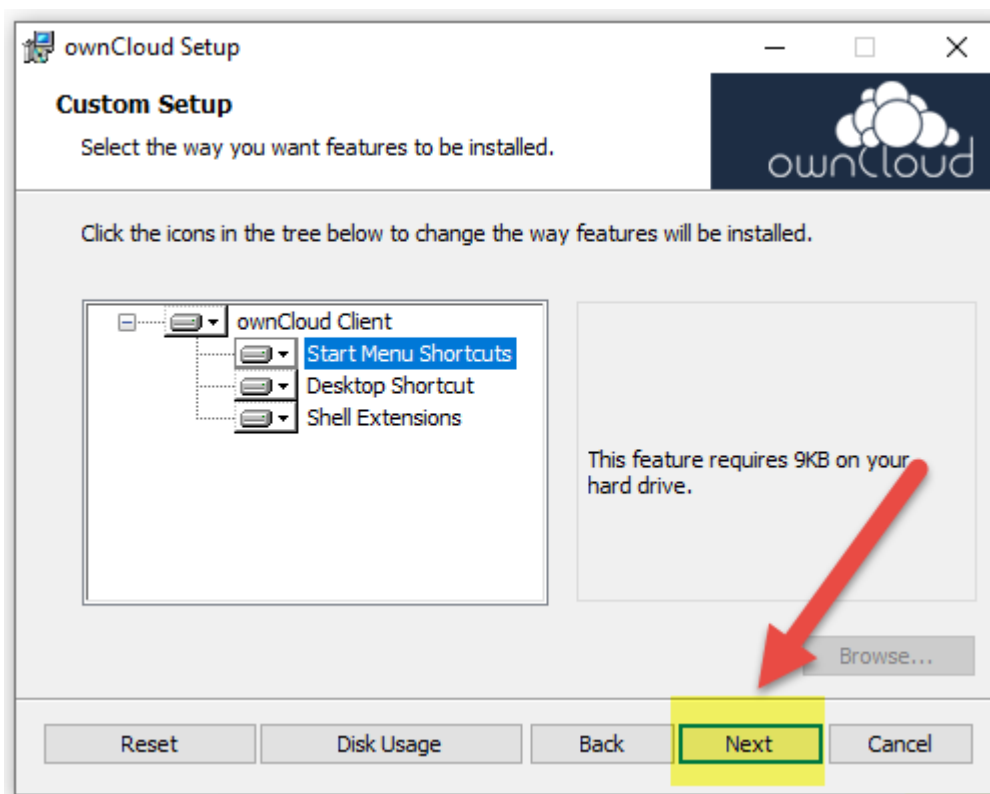 ownCloud Setup
Custom Setup
Select the way you want features to be installed.
ownCloud
Click the icons in the tree below to change the way features will be installed.
ownCloud Client
Start Menu Shortcuts
Desktop Shortcut
Shell Extensions
This feature requires 9KB on your
hard drive.
Browse...
Reset
Disk Usage
Back
Next
Cancel